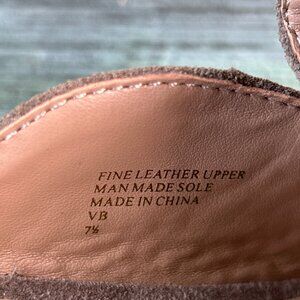 FINE LEATHER UPPER
MAN MADE SOLE
MADE IN CHINA
VB
7½